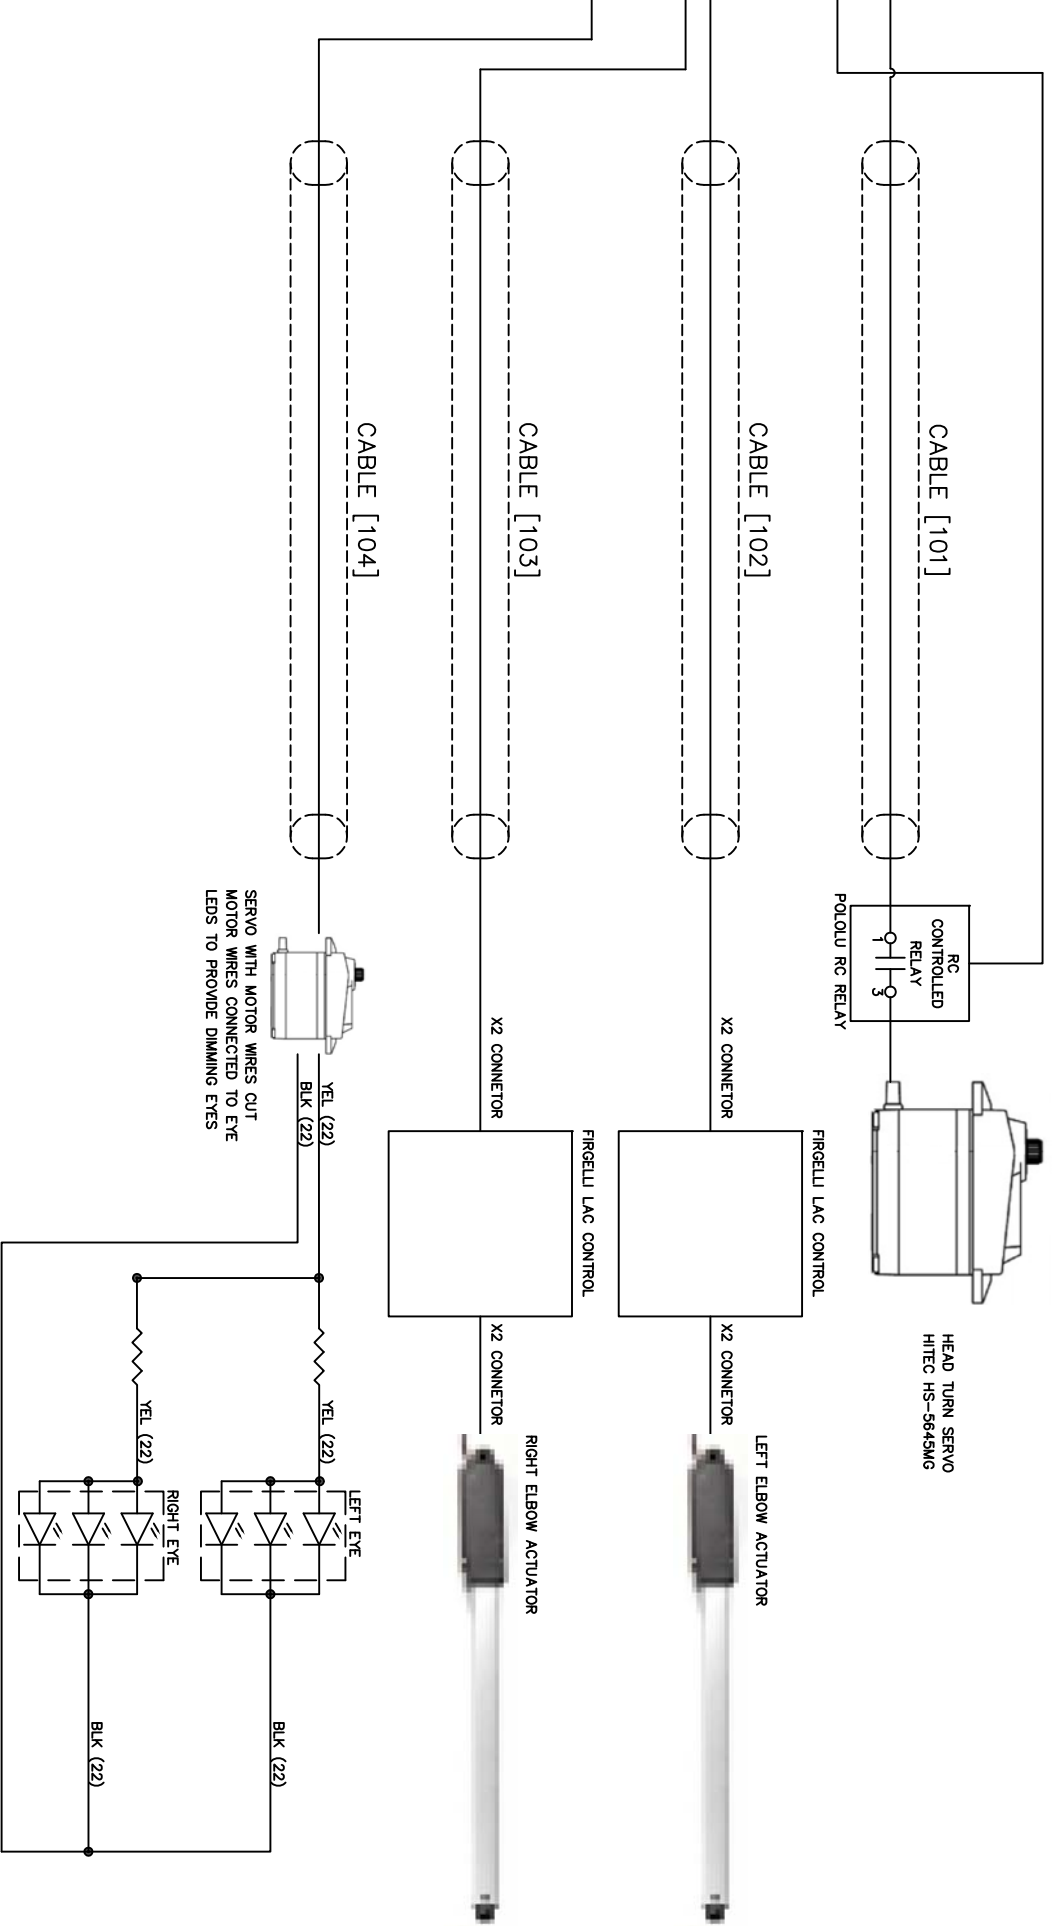 CABLE [101]
RC
CONTROLLED
RELAY
1
3
POLOLU RC RELAY
HEAD TURN SERVO
HITEC HS-5645MG
CABLE [102]
X2 CONNETOR
FIRGELLI LAC CONTROL
X2 CONNETOR
LEFT ELBOW ACTUATOR
CABLE [103]
X2 CONNETOR
FIRGELLI LAC CONTROL
X2 CONNETOR
RIGHT ELBOW ACTUATOR
CABLE [104]
SERVO WITH MOTOR WIRES CUT
MOTOR WIRES CONNECTED TO EYE
LEDS TO PROVIDE DIMMING EYES
YEL (22)
BLK (22)
YEL (22)
LEFT EYE
BLK (22)
YEL (22)
RIGHT EYE
BLK (22)